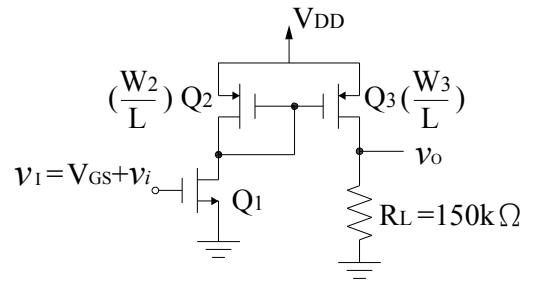 VDD
(W2/L) Q2
Q3 (W3/L)
vI=VGS+vi
Q1
vo
RL=150kΩ